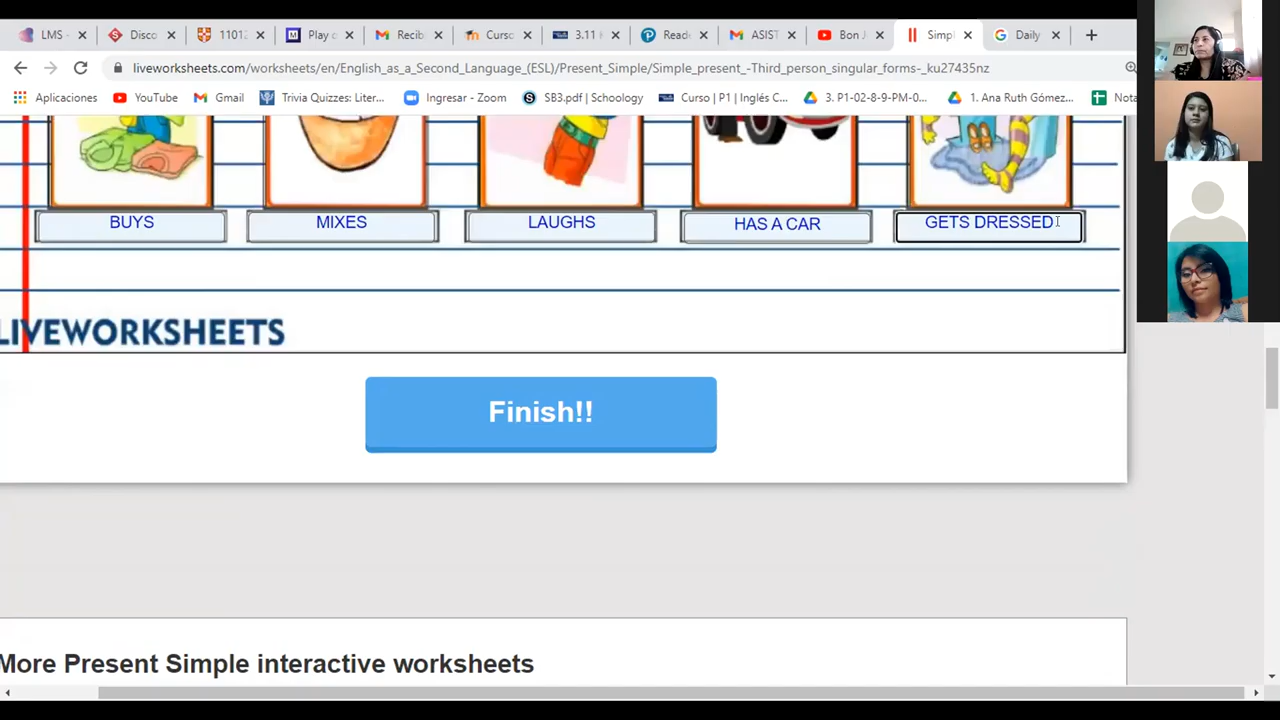 LMS -
Disco
1101:
Play o
Recib
Curso
3.11 H
Reade
ASIST
Bon J
Simpl
Daily
liveworksheets.com/worksheets/en/English_as_a_Second_Language_(ESL)/Present_Simple/Simple_present_-Third_person_singular_forms-_ku27435nz
Aplicaciones YouTube Gmail Trivia Quizzes: Liter... Ingresar - Zoom SB3.pdf | Schoology Curso | P1 | Inglés C... 3. P1-02-8-9-PM-0... 1. Ana Ruth Gómez... Nota
BUYS MIXES LAUGHS HAS A CAR GETS DRESSED
LIVEWORKSHEETS
Finish!!
More Present Simple interactive worksheets